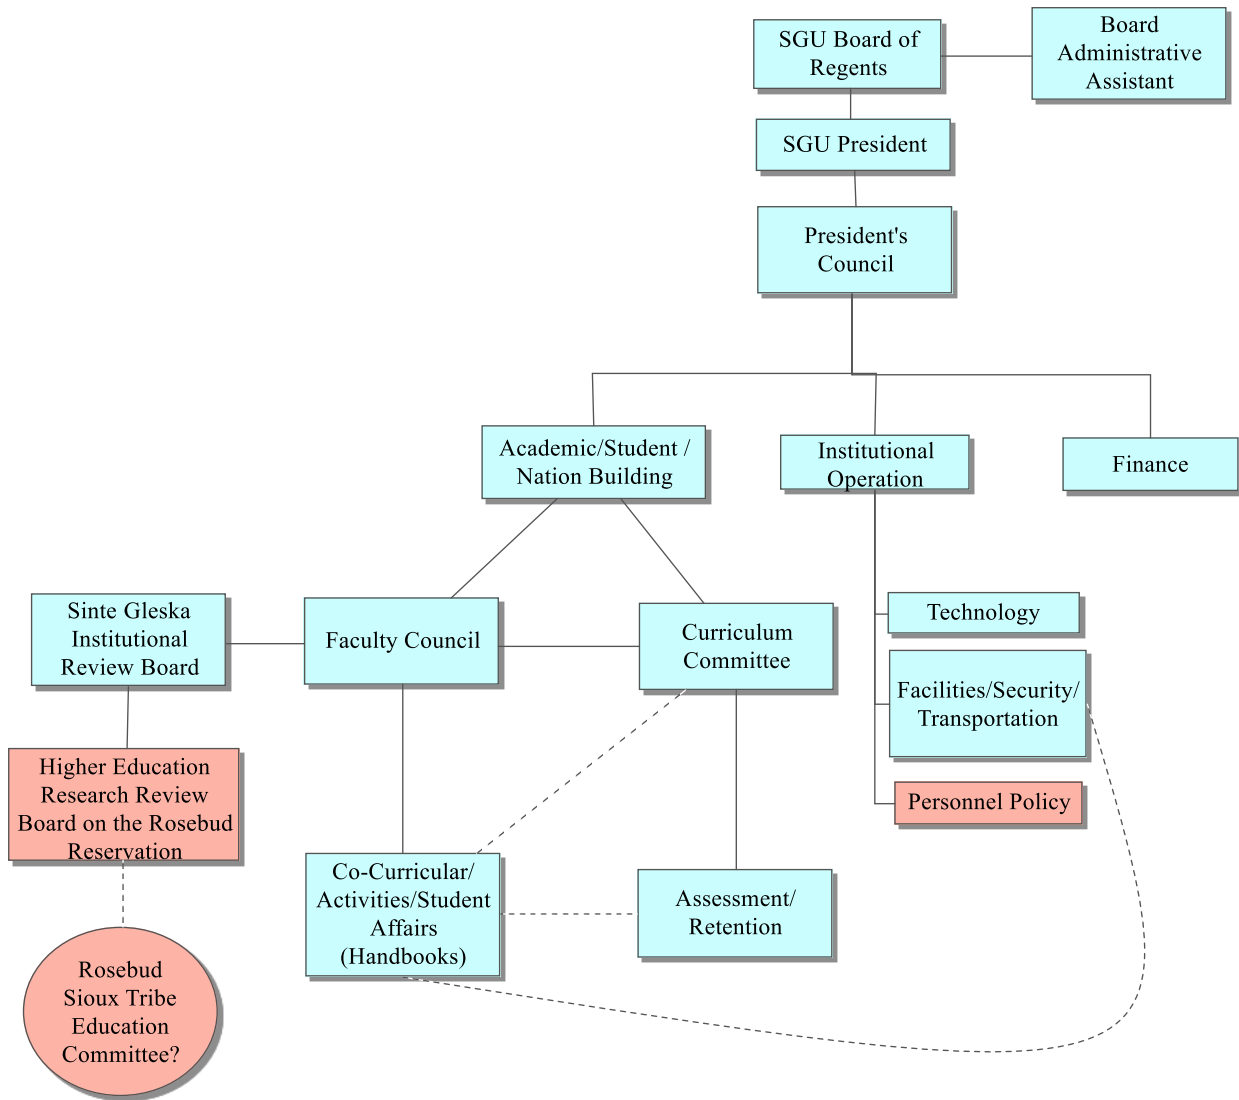 SGU Board of
Regents
Board
Administrative
Assistant
SGU President
President's
Council
Academic/Student /
Nation Building
Institutional
Operation
Finance
Sinte Gleska
Institutional
Review Board
Faculty Council
Curriculum
Committee
Technology
Facilities/Security/
Transportation
Personnel Policy
Higher Education
Research Review
Board on the Rosebud
Reservation
Co-Curricular/
Activities/Student
Affairs
(Handbooks)
Assessment/
Retention
Rosebud
Sioux Tribe
Education
Committee?